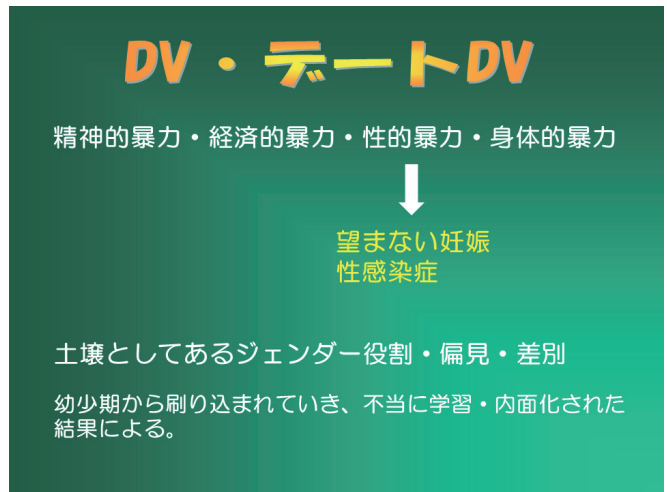 DV・デートDV
精神的暴力・経済的暴力・性的暴力・身体的暴力
望まない妊娠
性感染症
土壌としてあるジェンダー役割・偏見・差別
幼少期から刷り込まれていき、不当に学習・内面化された
結果による。